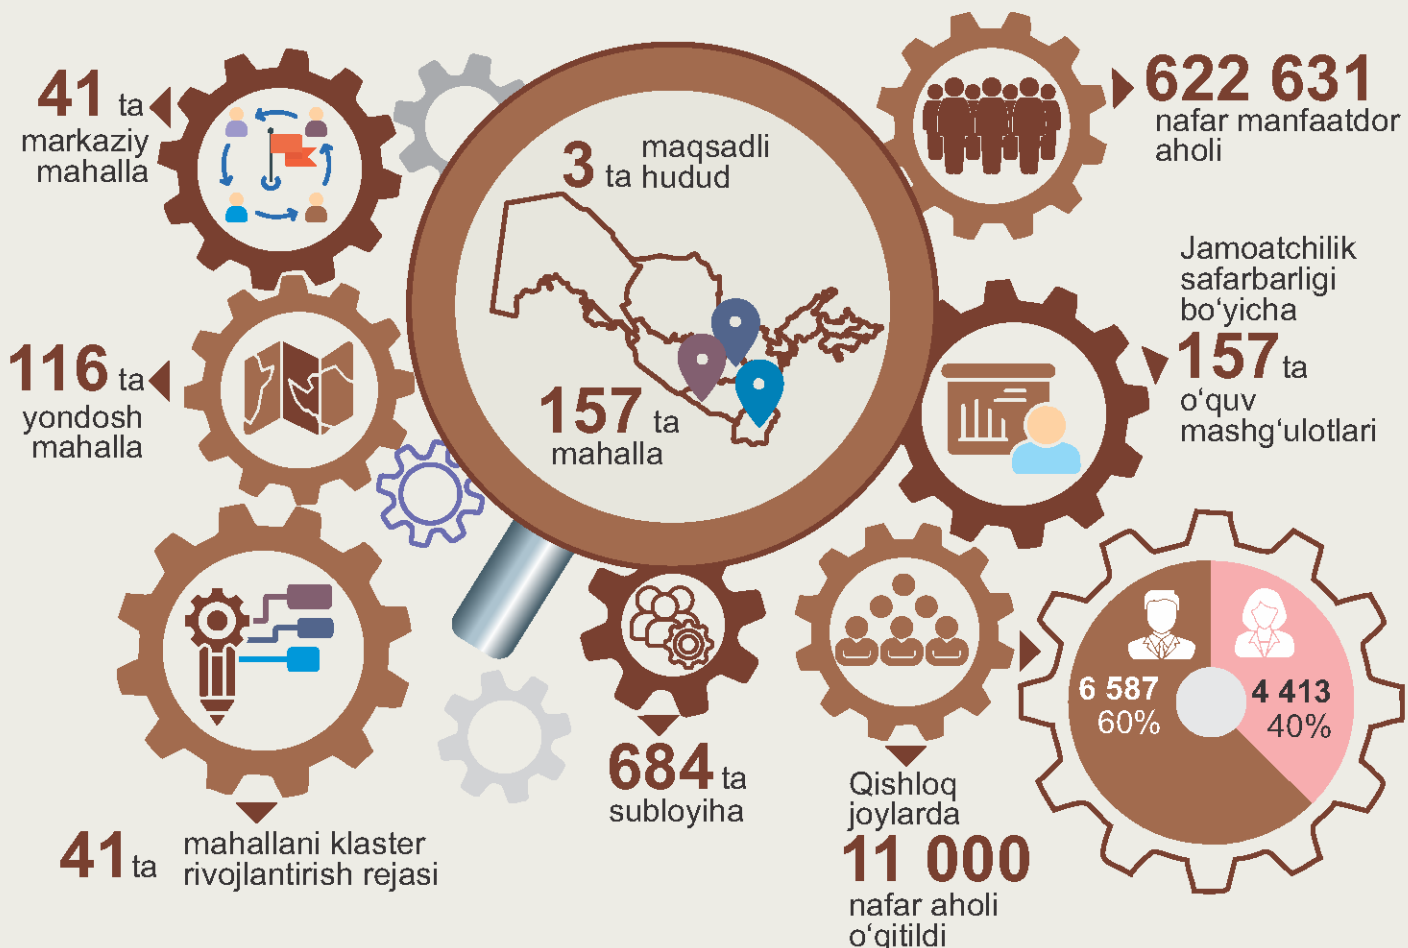 41 ta
markaziy
mahalla
116 ta
yondosh
mahalla
41 ta
mahallani klaster
rivojlantirish rejasi
3 ta
maqsadli
hudud
157 ta
mahalla
684 ta
subloyiha
622 631
nafar manfaatdor
aholi
Jamoatchilik
safarbarligi
bo‘yicha
157 ta
o‘quv
mashg‘ulotlari
Qishloq
joylarda
11 000
nafar aholi
o‘qitildi
6 587
60%
4 413
40%